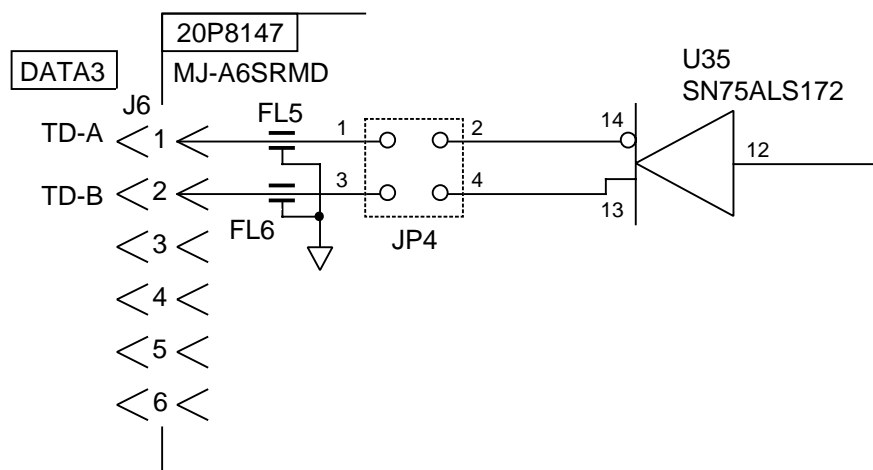 20P8147
DATA3
MJ-A6SRMD
U35
SN75ALS172
J6
FL5
TD-A
1
1
2
14
12
TD-B
2
3
4
13
FL6
JP4
3
4
5
6